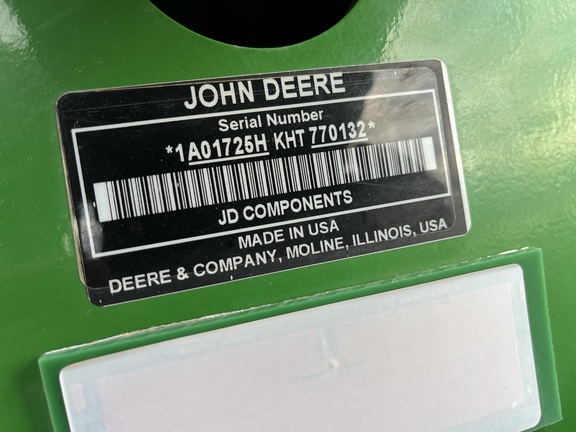 JOHN DEERE
Serial Number
*1A01725H KHT 770132*
JD COMPONENTS
MADE IN USA
DEERE & COMPANY, MOLINE, ILLINOIS, USA